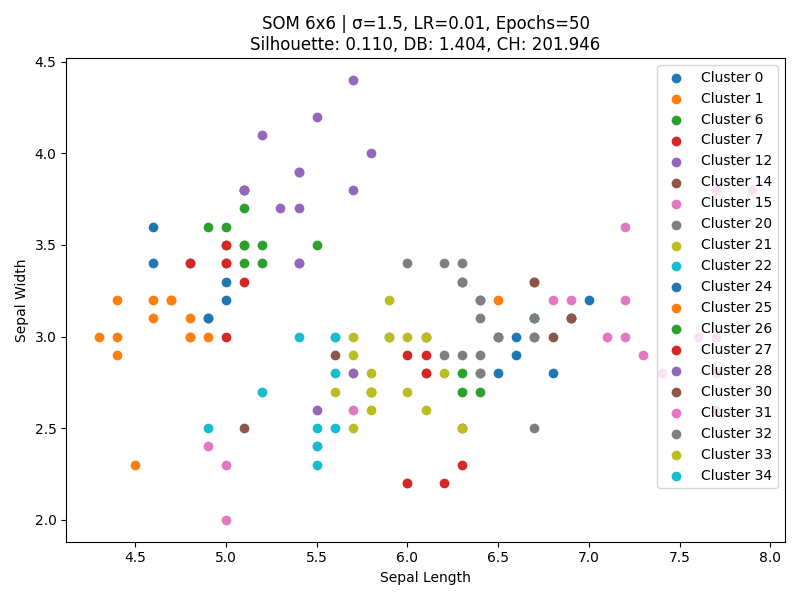 SOM 6x6 | σ=1.5, LR=0.01, Epochs=50
Silhouette: 0.110, DB: 1.404, CH: 201.946
Sepal Width
4.5
4.0
3.5
3.0
2.5
2.0
Cluster 0
Cluster 1
Cluster 6
Cluster 7
Cluster 12
Cluster 14
Cluster 15
Cluster 20
Cluster 21
Cluster 22
Cluster 24
Cluster 25
Cluster 26
Cluster 27
Cluster 28
Cluster 30
Cluster 31
Cluster 32
Cluster 33
Cluster 34
4.5 5.0 5.5 6.0 6.5 7.0 7.5 8.0
Sepal Length